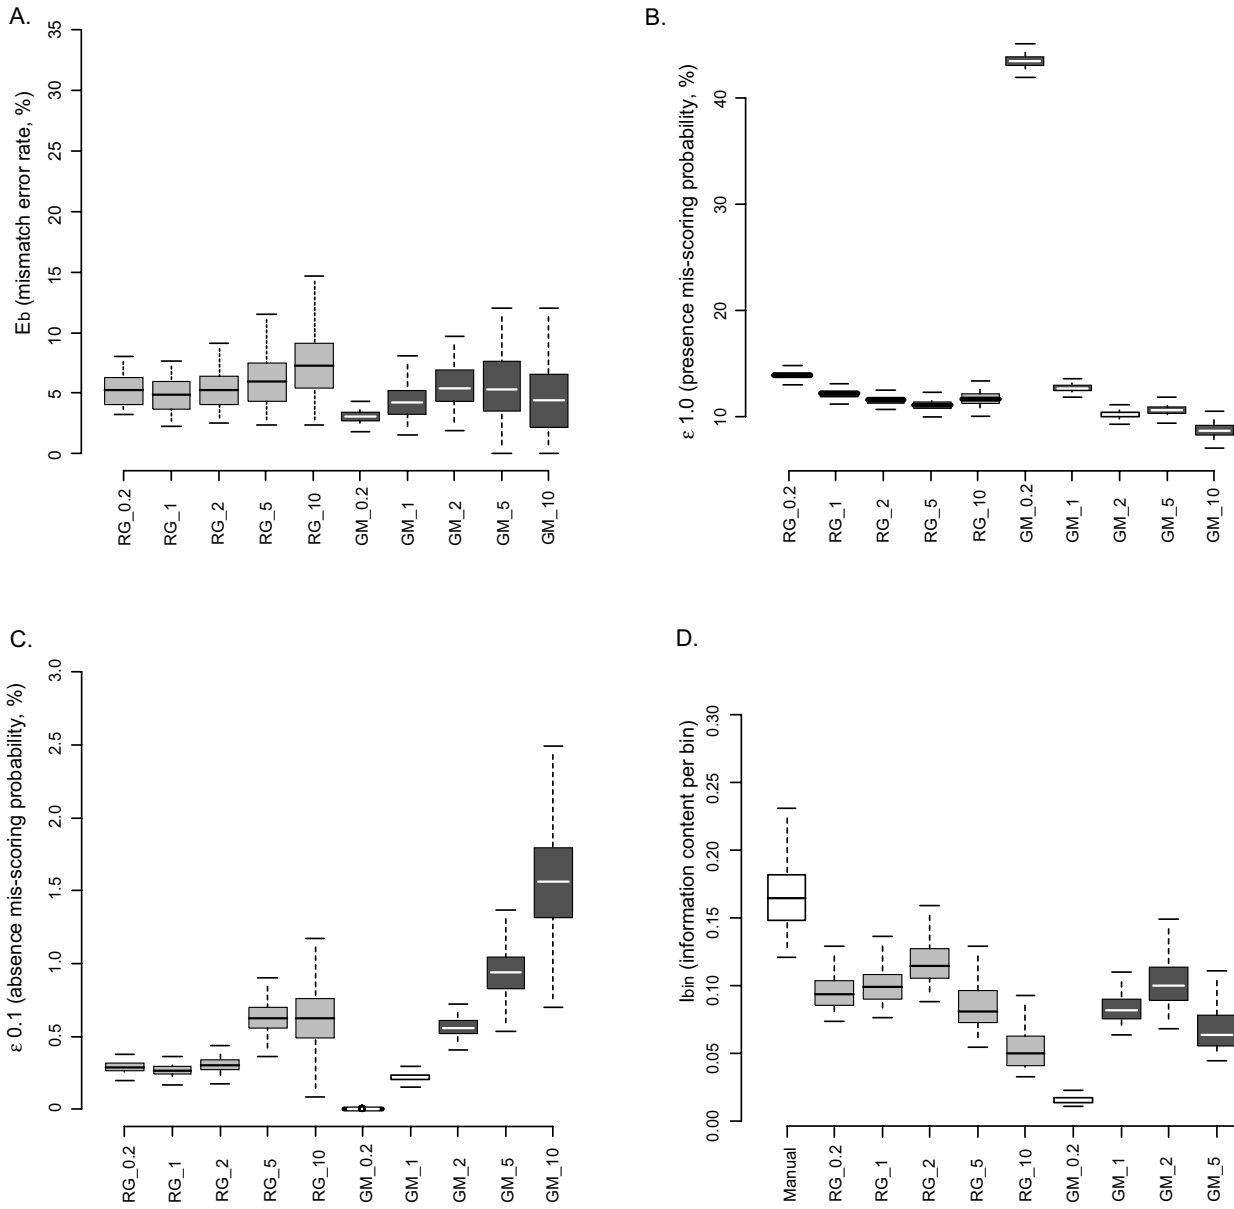 A.
Eb (mismatch error rate, %)
35
30
25
20
15
10
5
0
RG_0.2
RG_1
RG_2
RG_5
RG_10
GM_0.2
GM_1
GM_2
GM_5
GM_10
B.
ε 1.0 (presence mis-scoring probability, %)
40
30
20
10
RG_0.2
RG_1
RG_2
RG_5
RG_10
GM_0.2
GM_1
GM_2
GM_5
GM_10
C.
ε 0.1 (absence mis-scoring probability, %)
3.0
2.5
2.0
1.5
1.0
0.5
0
RG_0.2
RG_1
RG_2
RG_5
RG_10
GM_0.2
GM_1
GM_2
GM_5
GM_10
D.
Ibin (information content per bin)
0.30
0.25
0.20
0.15
0.10
0.05
0.00
Manual
RG_0.2
RG_1
RG_2
RG_5
RG_10
GM_0.2
GM_1
GM_2
GM_5